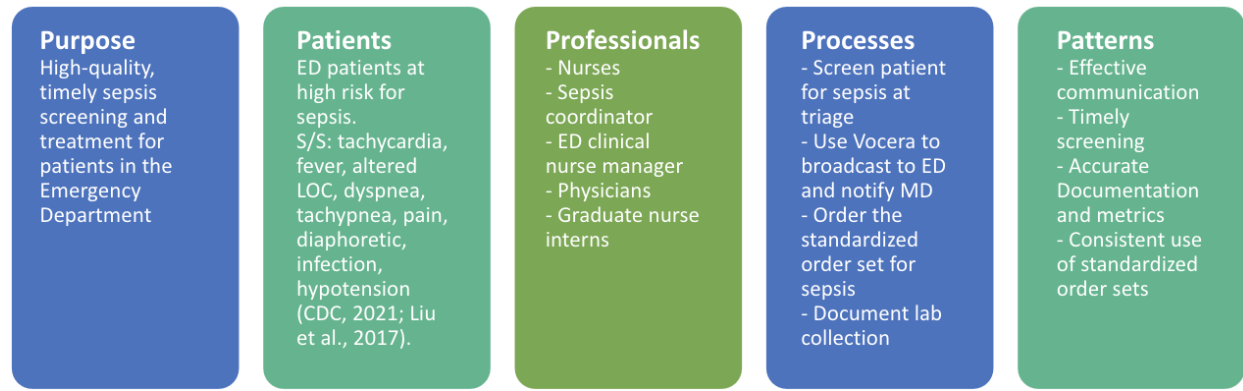 Purpose
High-quality,
timely sepsis
screening and
treatment for
patients in the
Emergency
Department
Patients
ED patients at
high risk for
sepsis.
S/S: tachycardia,
fever, altered
LOC, dyspnea,
tachypnea, pain,
diaphoretic,
infection,
hypotension
(CDC, 2021; Liu
et al., 2017).
Professionals
- Nurses
- Sepsis
coordinator
- ED clinical
nurse manager
- Physicians
- Graduate nurse
interns
Processes
- Screen patient
for sepsis at
triage
- Use Vocera to
broadcast to ED
and notify MD
- Order the
standardized
order set for
sepsis
- Document lab
collection
Patterns
- Effective
communication
- Timely
screening
- Accurate
Documentation
and metrics
- Consistent use
of standardized
order sets